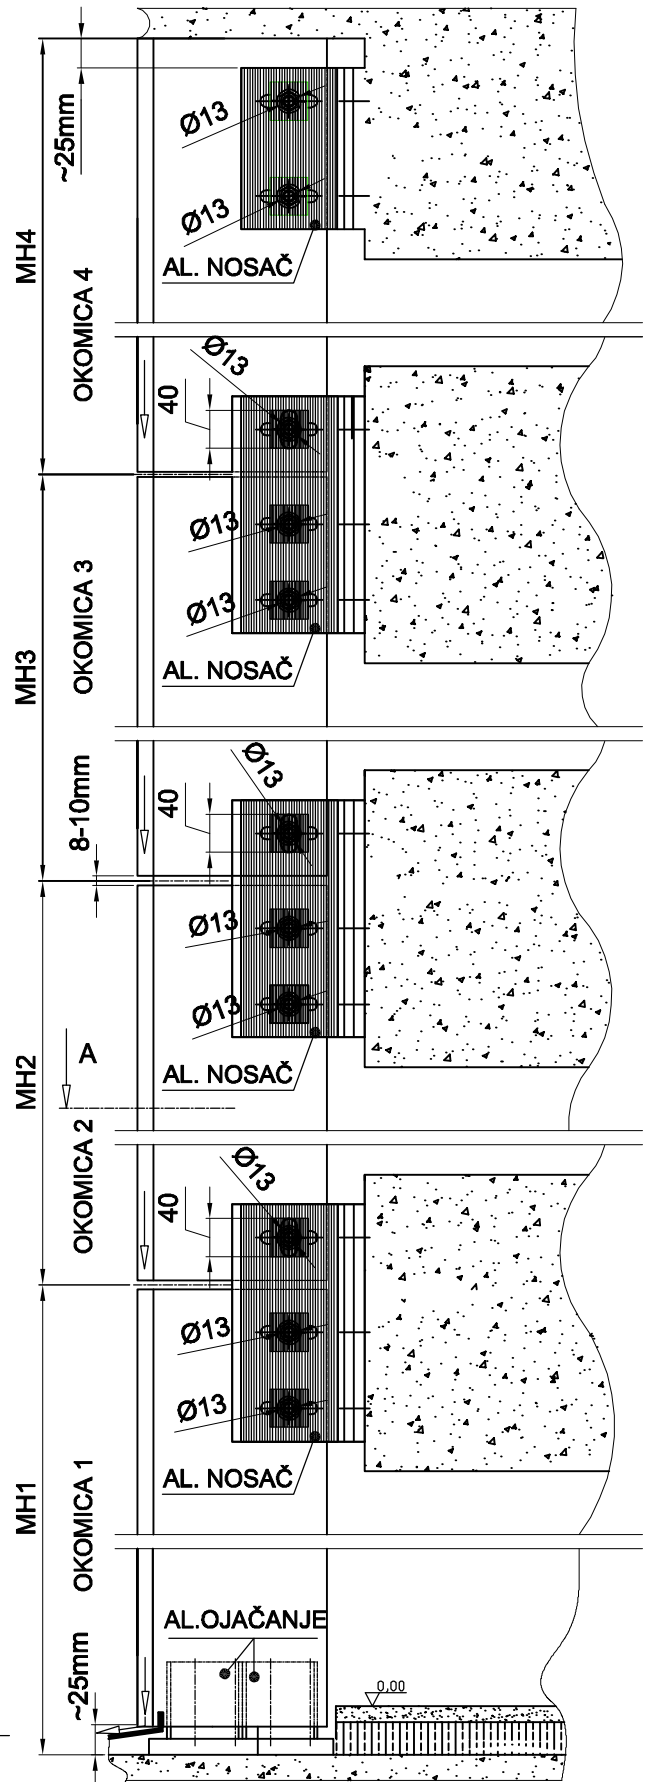 ~25mm
MH4
OKOMICA 4
Ø13
Ø13
AL. NOSAČ
Ø13
40
Ø13
Ø13
AL. NOSAČ
MH3
OKOMICA 3
8-10mm
Ø13
40
Ø13
Ø13
AL. NOSAČ
A
MH2
OKOMICA 2
Ø13
40
Ø13
Ø13
AL. NOSAČ
MH1
OKOMICA 1
AL.OJAČANJE
~25mm
0,00